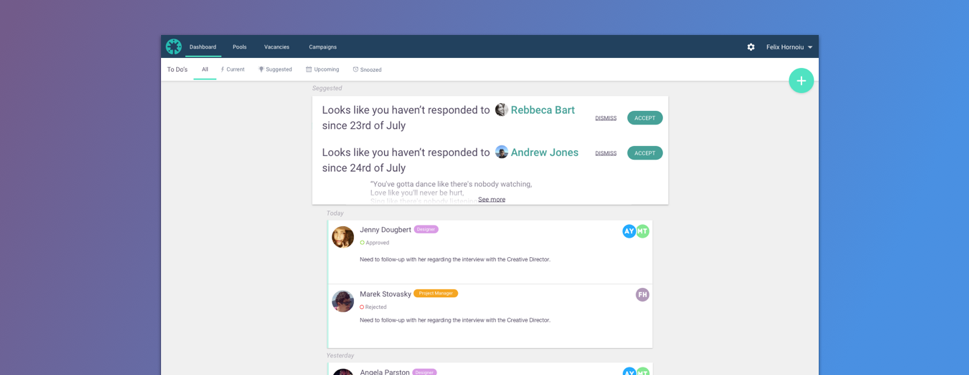 Dashboard
Pools
Vacancies
Campaigns
Felix Hornoiu
To Do's
All
Current
Suggested
Upcoming
Snoozed
+
Suggested
Looks like you haven't responded to Rebbeca Bart
since 23rd of July
DISMISS
ACCEPT
Looks like you haven't responded to Andrew Jones
since 24rd of July
DISMISS
ACCEPT
"You've gotta dance like there's nobody watching,
Love like you'll never be hurt,
Sing like there's nobody listening
See more
Today
Jenny Dougbert Designer
AY MT
Approved
Need to follow-up with her regarding the interview with the Creative Director.
Marek Stovasky Project Manager
FH
Rejected
Need to follow-up with her regarding the interview with the Creative Director.
Yesterday
Angela Parston Designer
AY MT